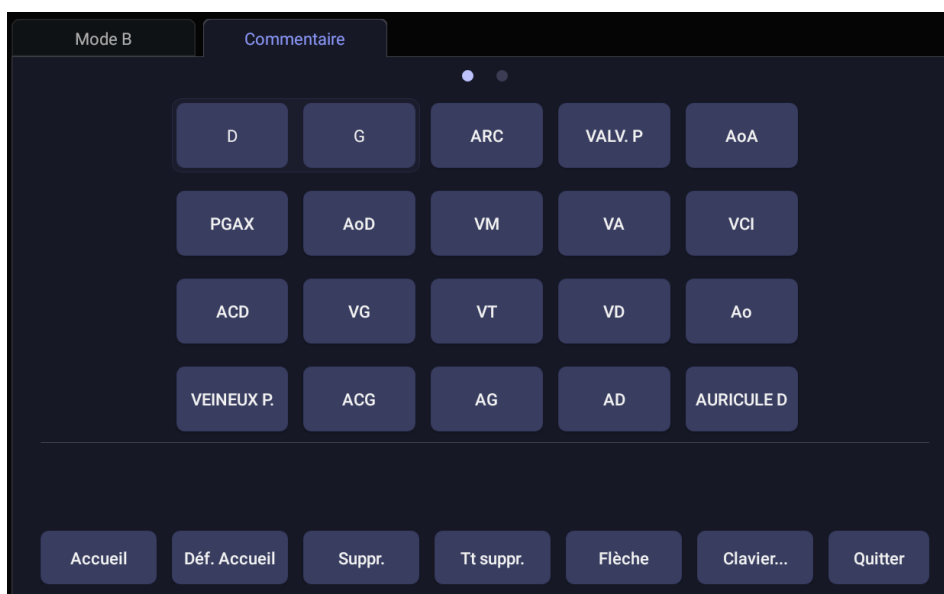 Mode B Commentaire
D G ARC VALV. P AoA
PGAX AoD VM VA VCI
ACD VG VT VD Ao
VEINEUX P. ACG AG AD AURICULE D
Accueil Déf. Accueil Suppr. Tt suppr. Flèche Clavier... Quitter